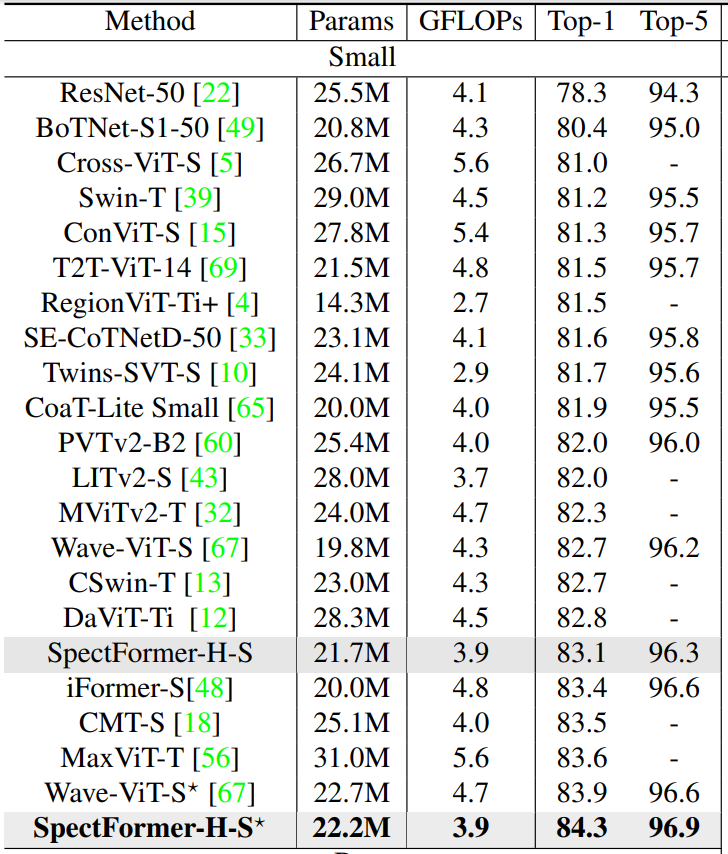 Method Params GFLOPs Top-1 Top-5
Small
ResNet-50 [22] 25.5M 4.1 78.3 94.3
BoTNet-S1-50 [49] 20.8M 4.3 80.4 95.0
Cross-ViT-S [5] 26.7M 5.6 81.0 -
Swin-T [39] 29.0M 4.5 81.2 95.5
ConViT-S [15] 27.8M 5.4 81.3 95.7
T2T-ViT-14 [69] 21.5M 4.8 81.5 95.7
RegionViT-Ti+ [4] 14.3M 2.7 81.5 -
SE-CoTNetD-50 [33] 23.1M 4.1 81.6 95.8
Twins-SVT-S [10] 24.1M 2.9 81.7 95.6
CoaT-Lite Small [65] 20.0M 4.0 81.9 95.5
PVTv2-B2 [60] 25.4M 4.0 82.0 96.0
LITv2-S [43] 28.0M 3.7 82.0 -
MViTv2-T [32] 24.0M 4.7 82.3 -
Wave-ViT-S [67] 19.8M 4.3 82.7 96.2
CSwin-T [13] 23.0M 4.3 82.7 -
DaViT-Ti [12] 28.3M 4.5 82.8 -
SpectFormer-H-S 21.7M 3.9 83.1 96.3
iFormer-S[48] 20.0M 4.8 83.4 96.6
CMT-S [18] 25.1M 4.0 83.5 -
MaxViT-T [56] 31.0M 5.6 83.6 -
Wave-ViT-S⋆ [67] 22.7M 4.7 83.9 96.6
SpectFormer-H-S⋆ 22.2M 3.9 84.3 96.9